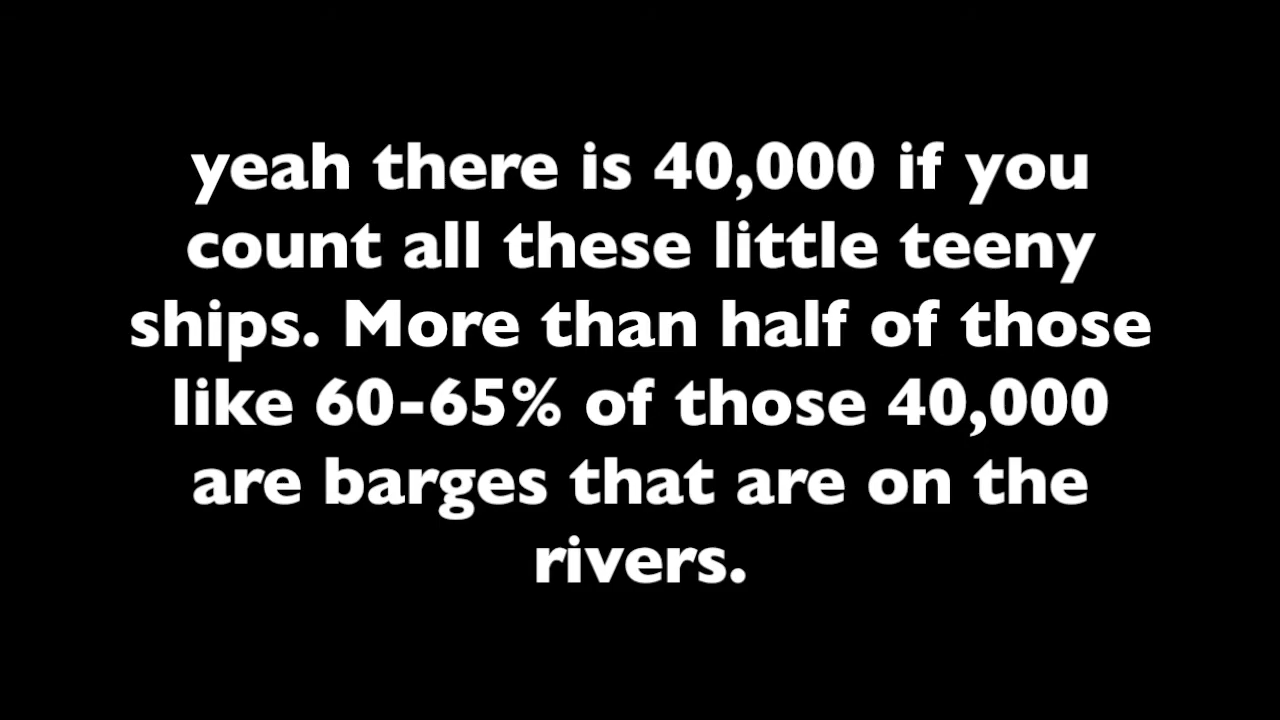 yeah there is 40,000 if you
count all these little teeny
ships. More than half of those
like 60-65% of those 40,000
are barges that are on the
rivers.